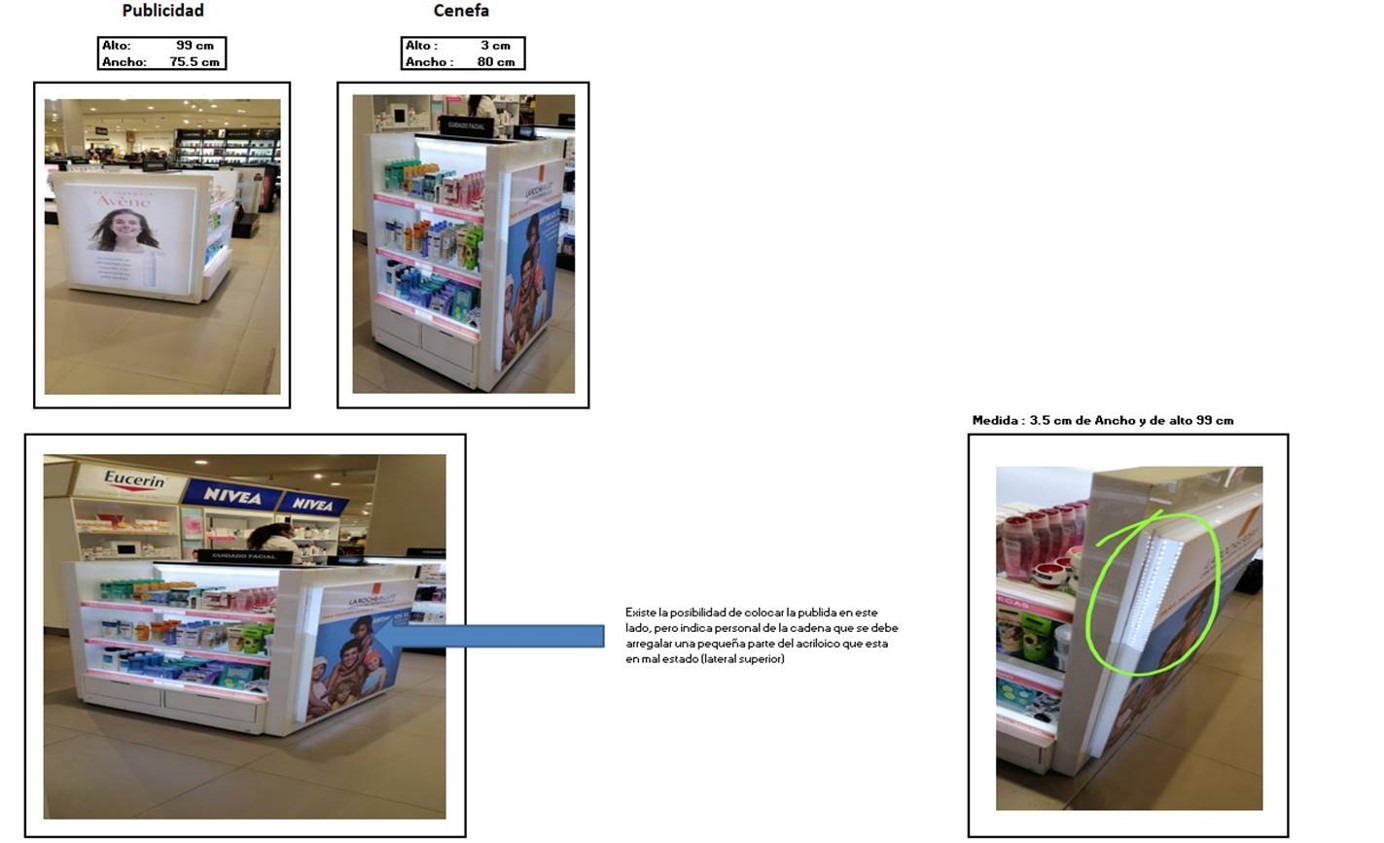 Publicidad
Cenefa
Alto: 99 cm
Ancho: 75.5 cm
Alto : 3 cm
Ancho : 80 cm
Avène
CUIDADO FACIAL
LA ROCHE
Medida : 3.5 cm de Ancho y de alto 99 cm
Eucerin
NIVEA
NIVEA
CUIDADO FACIAL
LA ROCHE
Existe la posibilidad de colocar la publida en este
lado, pero indica personal de la cadena que se debe
arregalar una pequeña parte del acriloico que esta
en mal estado (lateral superior)